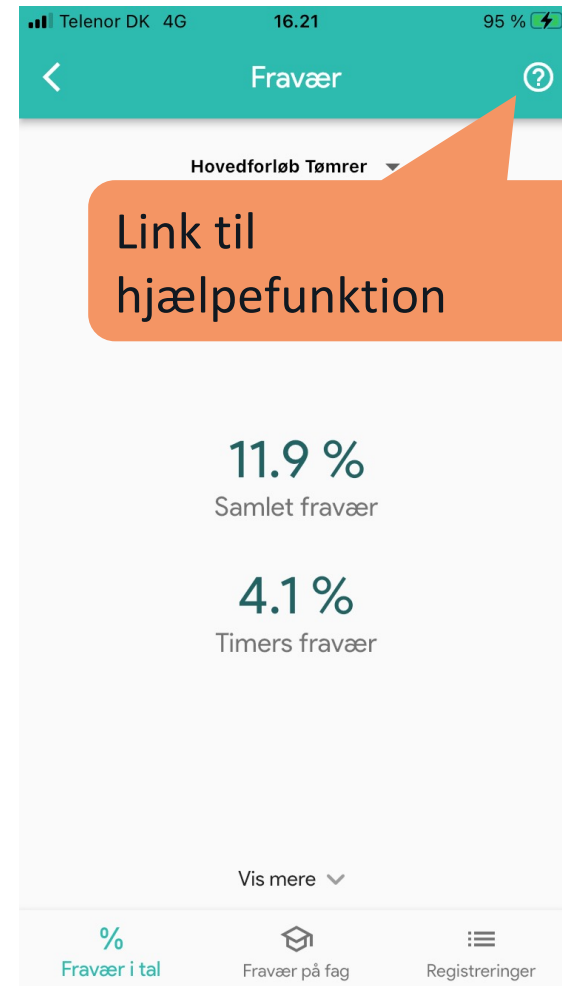 Telenor DK 4G 16.21 95 %
Fravær
Hovedforløb Tømrer
Link til
hjælpefunktion
11.9 %
Samlet fravær
4.1 %
Timers fravær
Vis mere
%
Fravær i tal Fravær på fag Registreringer